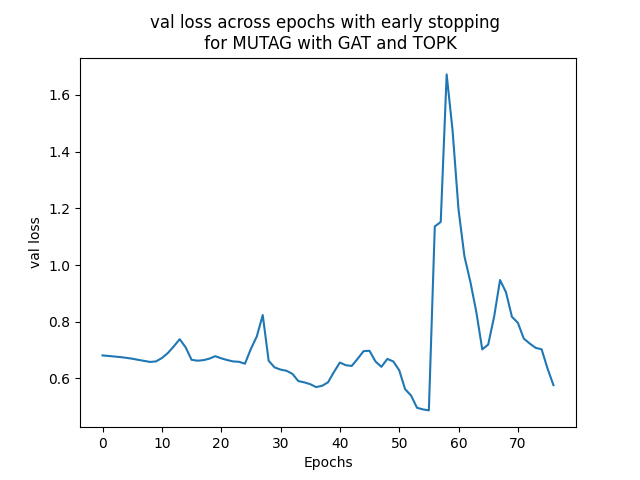 val loss across epochs with early stopping
for MUTAG with GAT and TOPK
val loss
1.6
1.4
1.2
1.0
0.8
0.6
0 10 20 30 40 50 60 70
Epochs